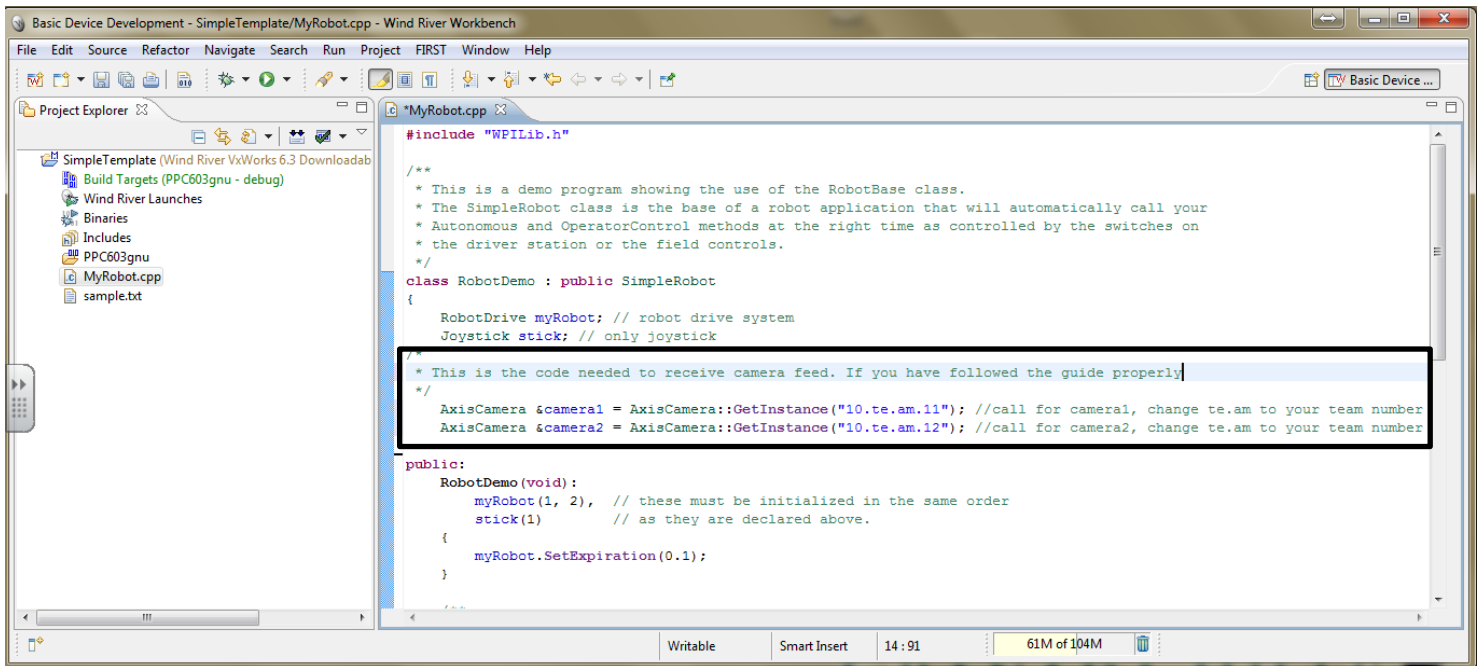 Basic Device Development - SimpleTemplate/MyRobot.cpp - Wind River Workbench
File Edit Source Refactor Navigate Search Run Project FIRST Window Help
Basic Device ...
Project Explorer
SimpleTemplate (Wind River VxWorks 6.3 Downloadab
Build Targets (PPC603gnu - debug)
Wind River Launches
Binaries
Includes
PPC603gnu
MyRobot.cpp
sample.txt
*MyRobot.cpp
#include "WPILib.h"
/**
* This is a demo program showing the use of the RobotBase class.
* The SimpleRobot class is the base of a robot application that will automatically call your
* Autonomous and OperatorControl methods at the right time as controlled by the switches on
* the driver station or the field controls.
*/
class RobotDemo : public SimpleRobot
{
RobotDrive myRobot; // robot drive system
Joystick stick; // only joystick
/*
* This is the code needed to receive camera feed. If you have followed the guide properly
*/
AxisCamera &camera1 = AxisCamera::GetInstance("10.te.am.11"); //call for camera1, change te.am to your team number
AxisCamera &camera2 = AxisCamera::GetInstance("10.te.am.12"); //call for camera2, change te.am to your team number
public:
RobotDemo(void):
myRobot(1, 2), // these must be initialized in the same order
stick(1) // as they are declared above.
{
myRobot.SetExpiration(0.1);
}
Writable Smart Insert 14 : 91 61M of 104M